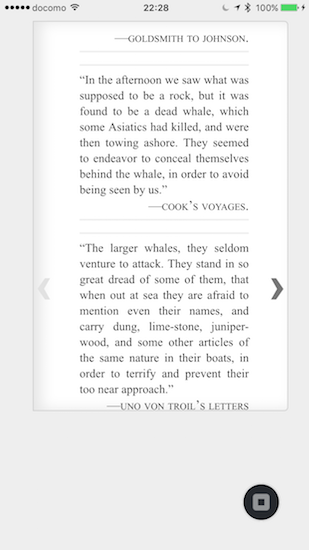 docomo 22:28 100%
—GOLDSMITH TO JOHNSON.
“In the afternoon we saw what was
supposed to be a rock, but it was
found to be a dead whale, which
some Asiatics had killed, and were
then towing ashore. They seemed
to endeavor to conceal themselves
behind the whale, in order to avoid
being seen by us.”
—COOK’S VOYAGES.
“The larger whales, they seldom
venture to attack. They stand in so
great dread of some of them, that
when out at sea they are afraid to
mention even their names, and
carry dung, lime-stone, juniper-
wood, and some other articles of
the same nature in their boats, in
order to terrify and prevent their
too near approach.”
—UNO VON TROIL’S LETTERS